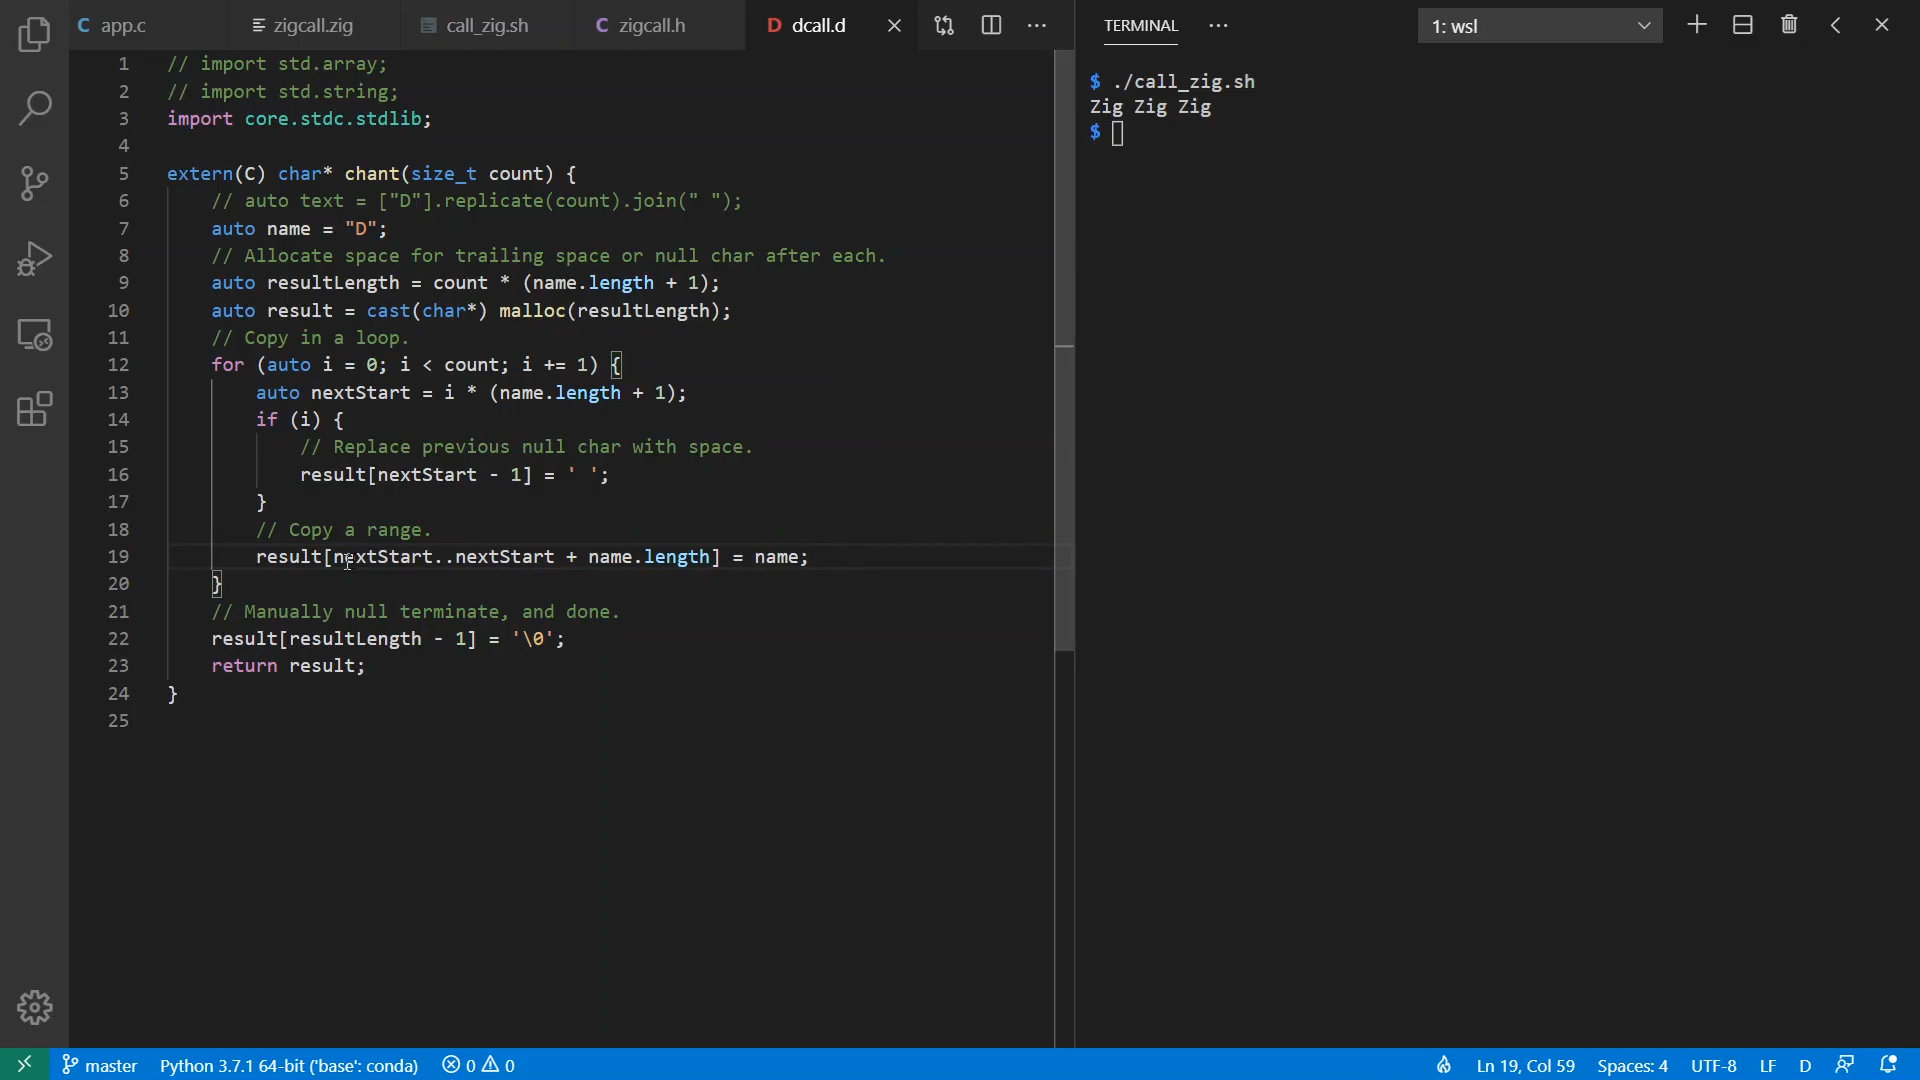 C app.c
zigcall.zig
call_zig.sh
C zigcall.h
D dcall.d
TERMINAL
1: wsl
1 // import std.array;
2 // import std.string;
3 import core.stdc.stdlib;
4
5 extern(C) char* chant(size_t count) {
6 // auto text = ["D"].replicate(count).join(" ");
7 auto name = "D";
8 // Allocate space for trailing space or null char after each.
9 auto resultLength = count * (name.length + 1);
10 auto result = cast(char*) malloc(resultLength);
11 // Copy in a loop.
12 for (auto i = 0; i < count; i += 1) {
13 auto nextStart = i * (name.length + 1);
14 if (i) {
15 // Replace previous null char with space.
16 result[nextStart - 1] = ' ';
17 }
18 // Copy a range.
19 result[nextStart..nextStart + name.length] = name;
20 }
21 // Manually null terminate, and done.
22 result[resultLength - 1] = '\0';
23 return result;
24 }
25
$ ./call_zig.sh
Zig Zig Zig
$
master
Python 3.7.1 64-bit ('base': conda)
0
0
Ln 19, Col 59
Spaces: 4
UTF-8
LF
D